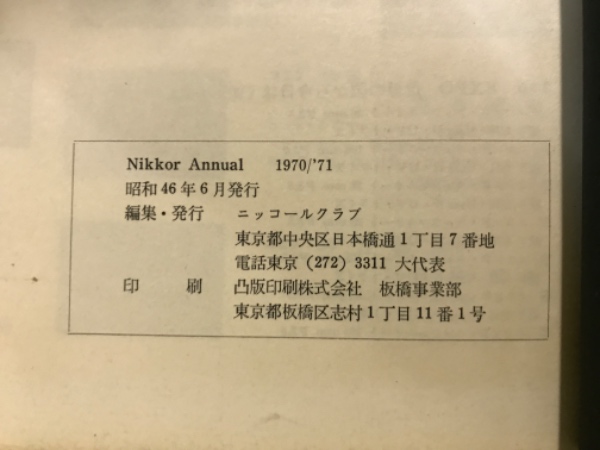 Nikkor Annual 1970/'71
昭和46年6月発行
編集・発行 ニッコールクラブ
東京都中央区日本橋通1丁目7番地
電話東京(272)3311 大代表
印刷 凸版印刷株式会社 板橋事業部
東京都板橋区志村1丁目11番1号